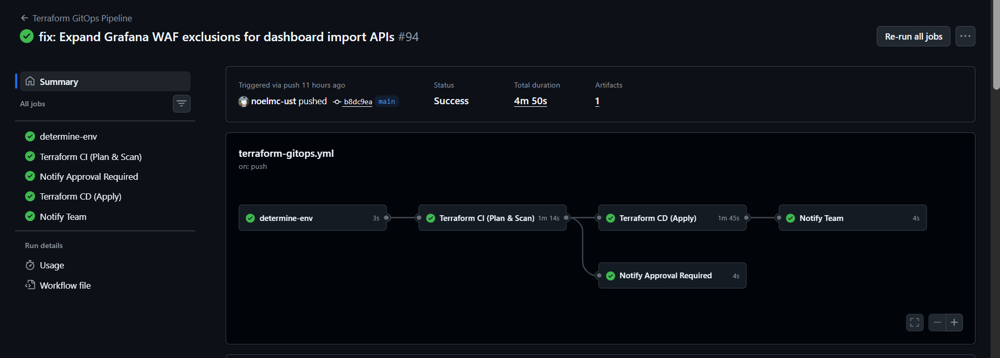 Terraform GitOps Pipeline
fix: Expand Grafana WAF exclusions for dashboard import APIs #94
Re-run all jobs
Summary
All jobs
determine-env
Terraform CI (Plan & Scan)
Notify Approval Required
Terraform CD (Apply)
Notify Team
Run details
Usage
Workflow file
Triggered via push 11 hours ago
noelmc-ust pushed b8dc9ea main
Status
Success
Total duration
4m 50s
Artifacts
1
terraform-gitops.yml
on: push
determine-env 3s
Terraform CI (Plan & Scan) 1m 14s
Terraform CD (Apply) 1m 45s
Notify Team 4s
Notify Approval Required 4s